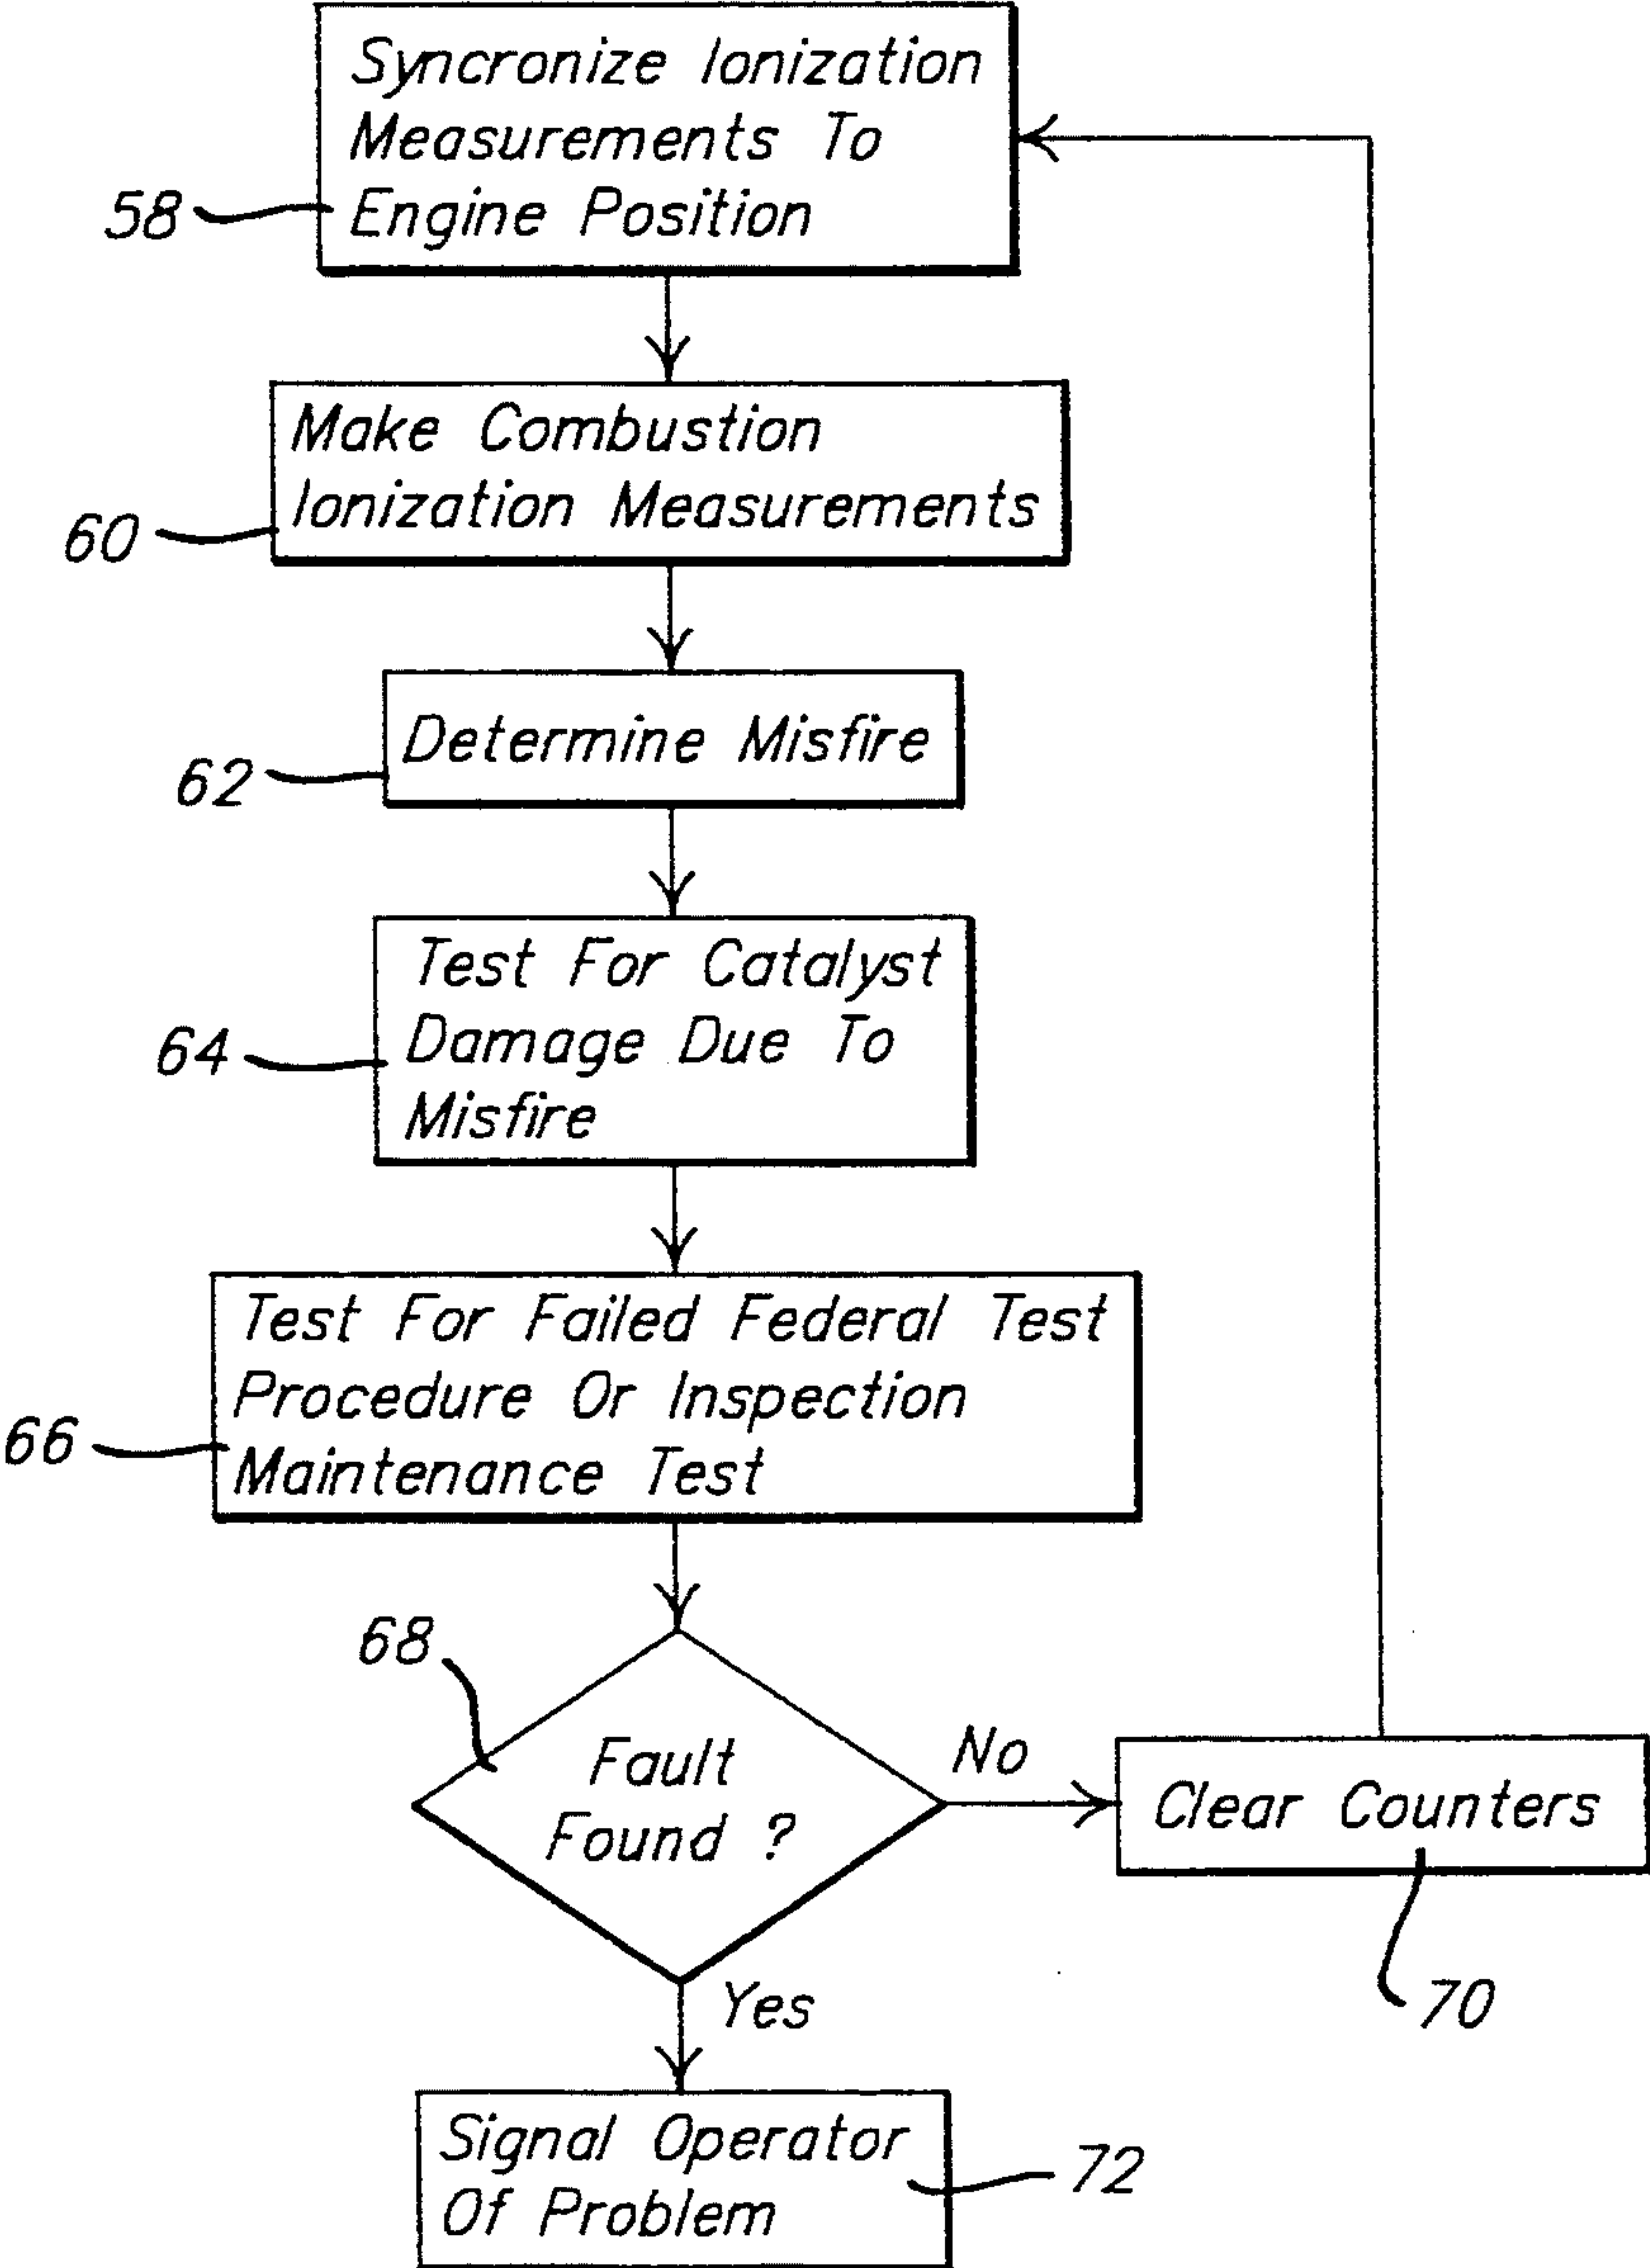 Syncronize Ionization
Measurements To
Engine Position
58
Make Combustion
Ionization Measurements
60
Determine Misfire
62
Test For Catalyst
Damage Due To
Misfire
64
Test For Failed Federal Test
Procedure Or Inspection
Maintenance Test
66
68
Fault
Found ?
No
Clear Counters
70
Yes
Signal Operator
Of Problem
72